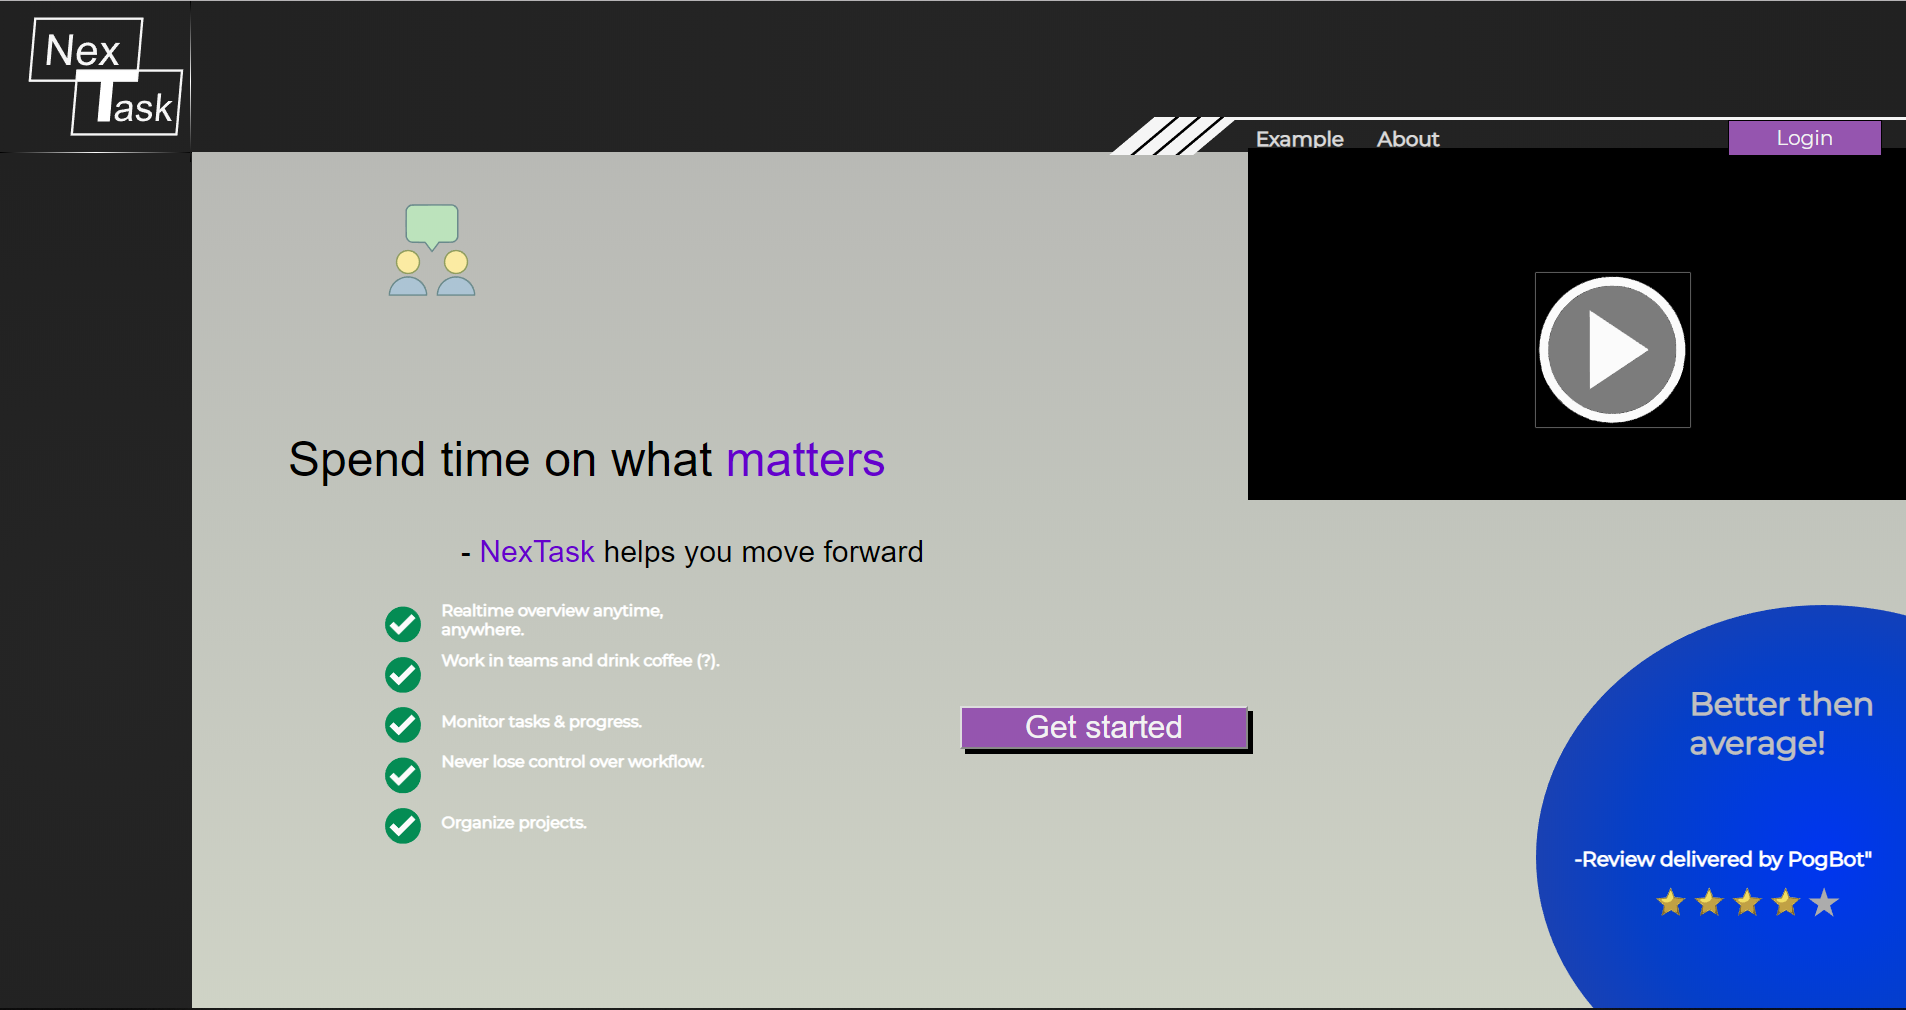 Nex
Task
Example About Login
Spend time on what matters
- NexTask helps you move forward
Realtime overview anytime,
anywhere.
Work in teams and drink coffee (?).
Monitor tasks & progress.
Never lose control over workflow.
Organize projects.
Get started
Better then
average!
-Review delivered by PogBot"